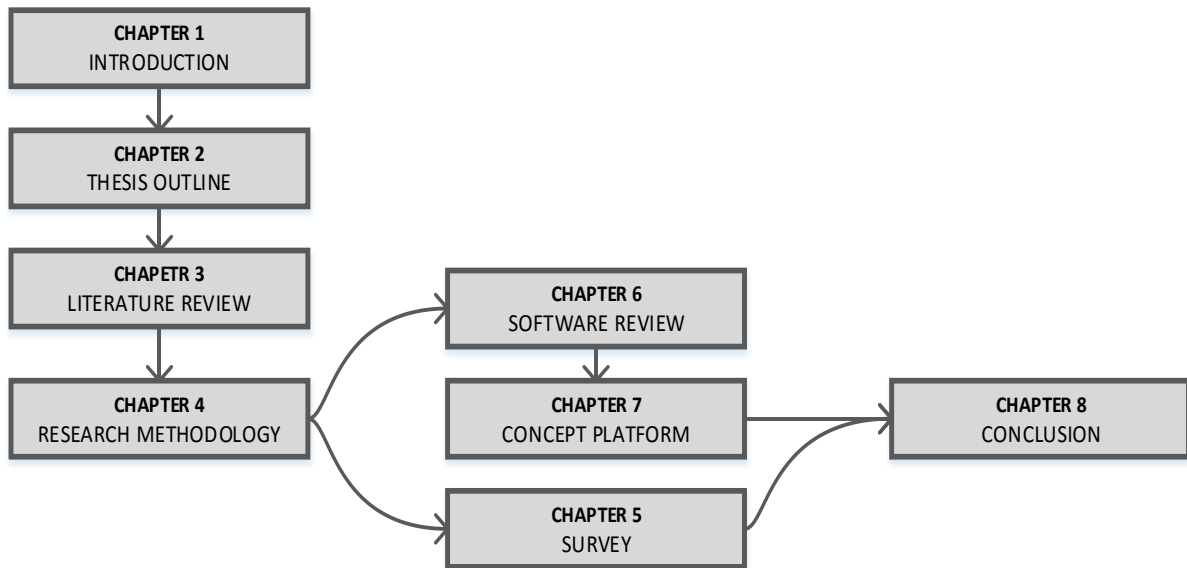 CHAPTER 1
INTRODUCTION
CHAPTER 2
THESIS OUTLINE
CHAPETR 3
LITERATURE REVIEW
CHAPTER 4
RESEARCH METHODOLOGY
CHAPTER 6
SOFTWARE REVIEW
CHAPTER 7
CONCEPT PLATFORM
CHAPTER 5
SURVEY
CHAPTER 8
CONCLUSION